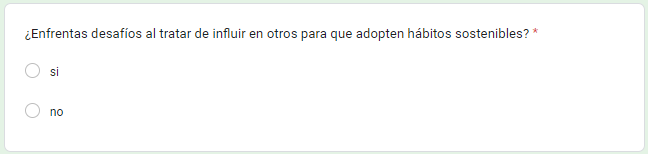 ¿Enfrentas desafíos al tratar de influir en otros para que adopten hábitos sostenibles? *
si
no